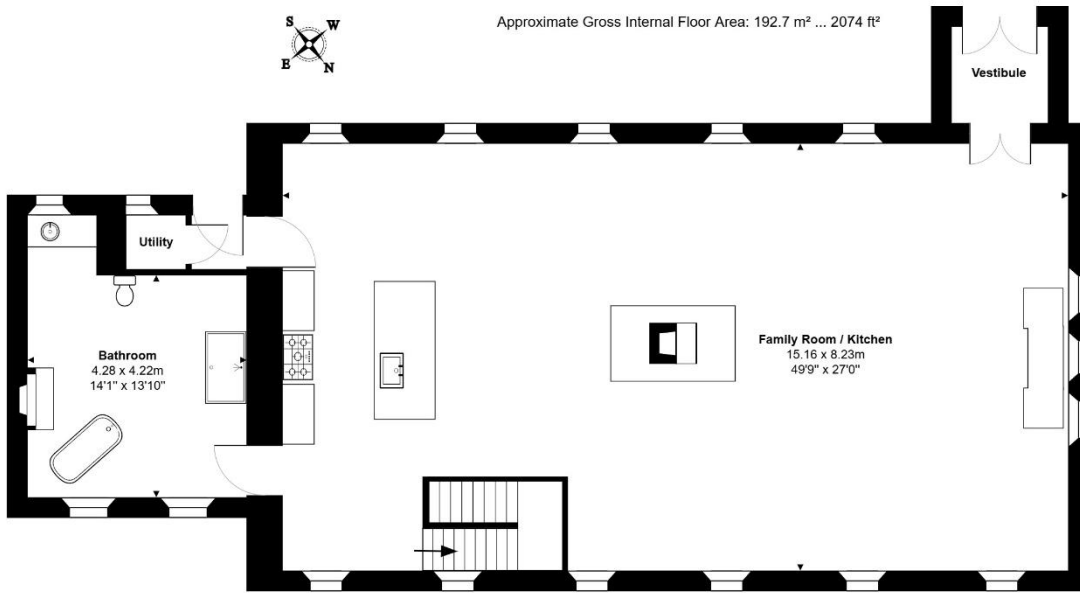 Approximate Gross Internal Floor Area: 192.7 m² ... 2074 ft²
S
W
E
N
Vestibule
Utility
Bathroom
4.28 x 4.22m
14'1" x 13'10"
Family Room / Kitchen
15.16 x 8.23m
49'9" x 27'0"